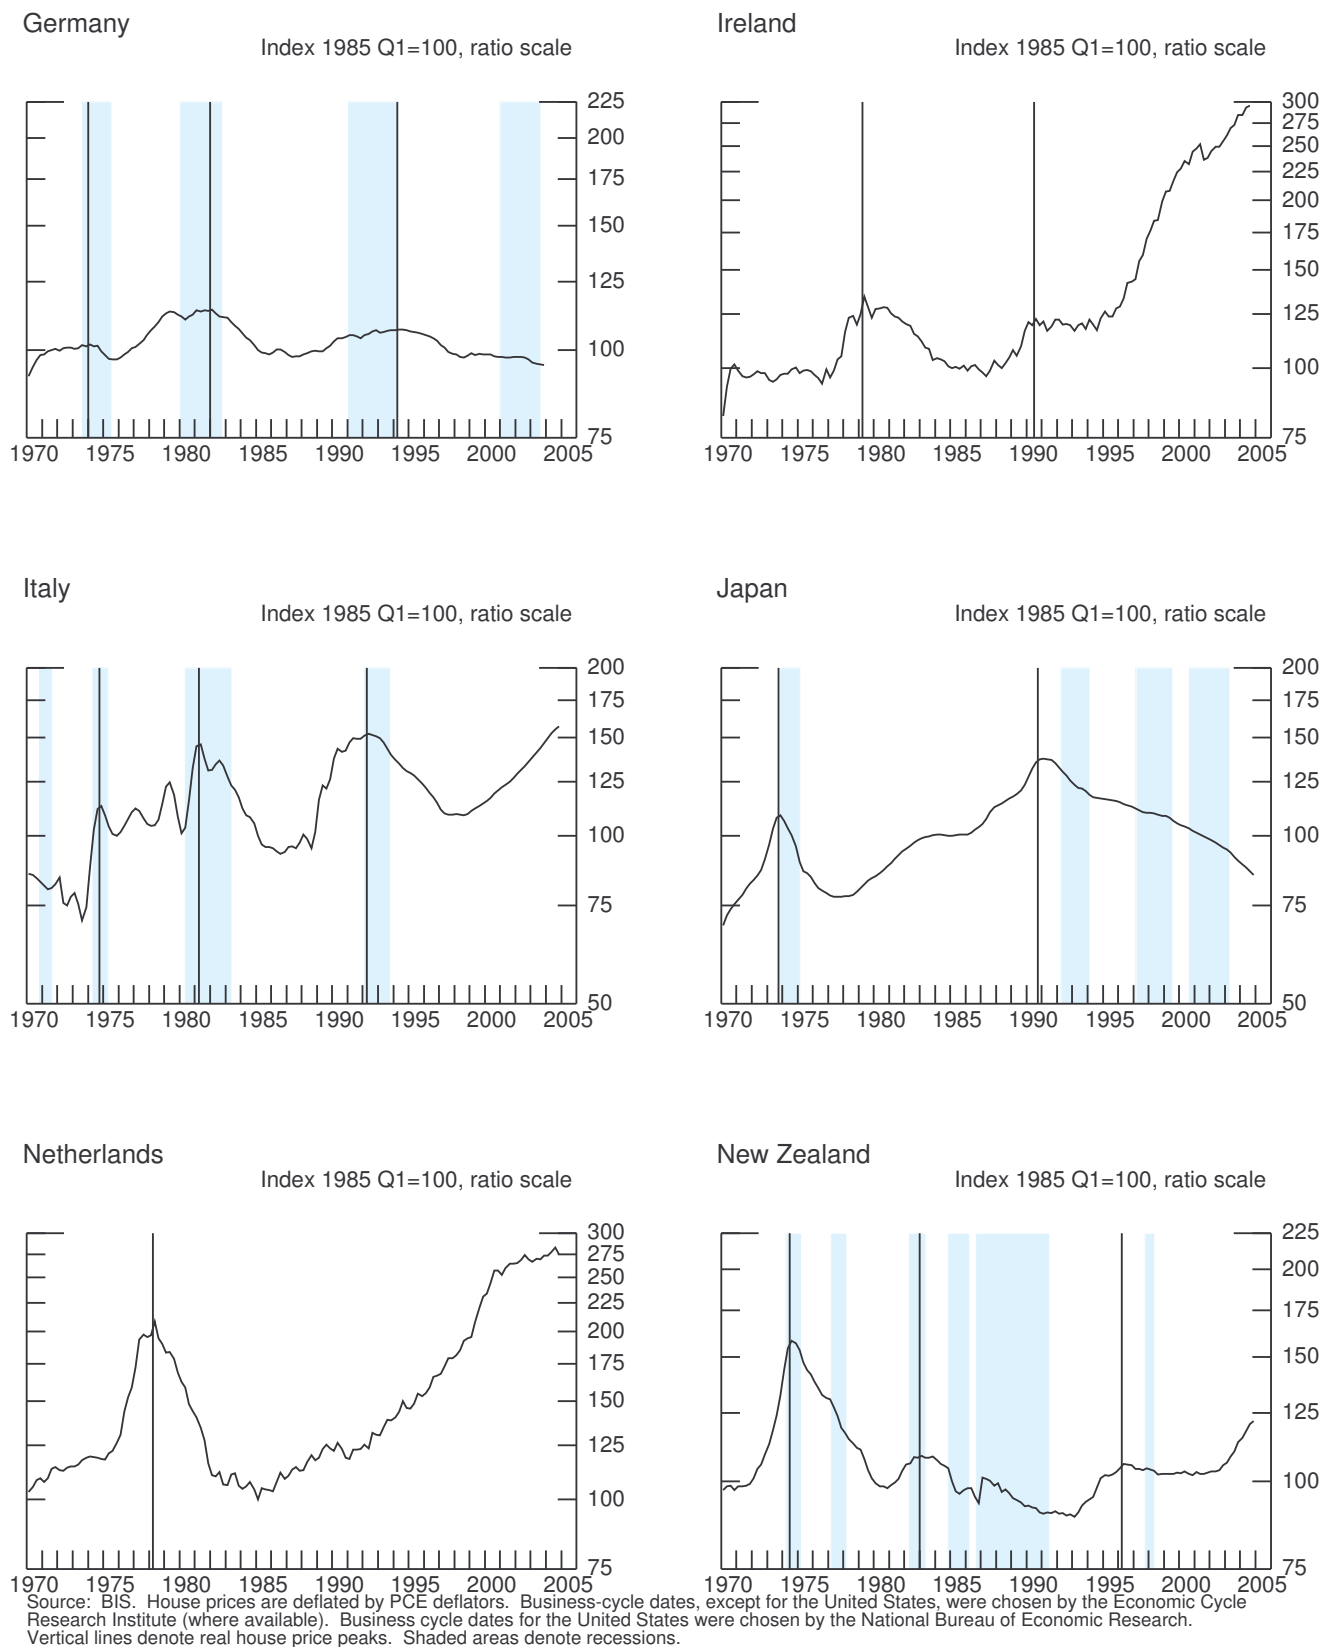 Germany
Index 1985 Q1=100, ratio scale
225
200
175
150
125
100
75
1970 1975 1980 1985 1990 1995 2000 2005
Ireland
Index 1985 Q1=100, ratio scale
300
275
250
225
200
175
150
125
100
75
1970 1975 1980 1985 1990 1995 2000 2005
Italy
Index 1985 Q1=100, ratio scale
200
175
150
125
100
75
50
1970 1975 1980 1985 1990 1995 2000 2005
Japan
Index 1985 Q1=100, ratio scale
200
175
150
125
100
75
50
1970 1975 1980 1985 1990 1995 2000 2005
Netherlands
Index 1985 Q1=100, ratio scale
300
275
250
225
200
175
150
125
100
75
1970 1975 1980 1985 1990 1995 2000 2005
New Zealand
Index 1985 Q1=100, ratio scale
225
200
175
150
125
100
75
1970 1975 1980 1985 1990 1995 2000 2005
Source: BIS. House prices are deflated by PCE deflators. Business-cycle dates, except for the United States, were chosen by the Economic Cycle
Research Institute (where available). Business cycle dates for the United States were chosen by the National Bureau of Economic Research.
Vertical lines denote real house price peaks. Shaded areas denote recessions.